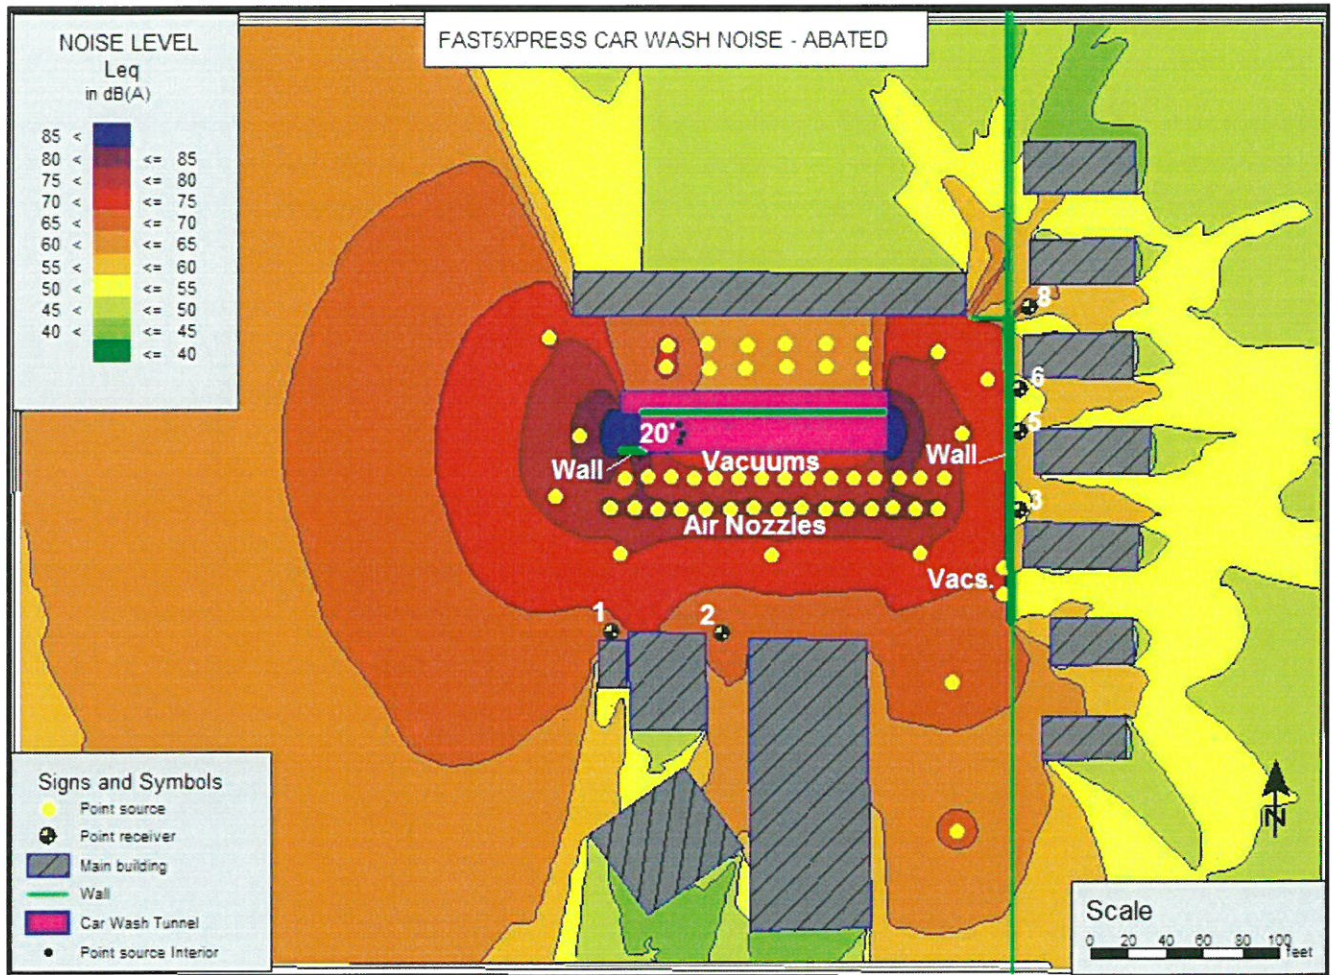 NOISE LEVEL
Leq
in dB(A)
85 <
80 < <= 85
75 < <= 80
70 < <= 75
65 < <= 70
60 < <= 65
55 < <= 60
50 < <= 55
45 < <= 50
40 < <= 45
<= 40
FAST5XPRESS CAR WASH NOISE - ABATED
8
6
5
20'
Wall
Vacuums
Wall
3
Air Nozzles
Vacs.
1
2
Signs and Symbols
Point source
Point receiver
Main building
Wall
Car Wash Tunnel
Point source Interior
N
Scale
0 20 40 60 80 100
feet